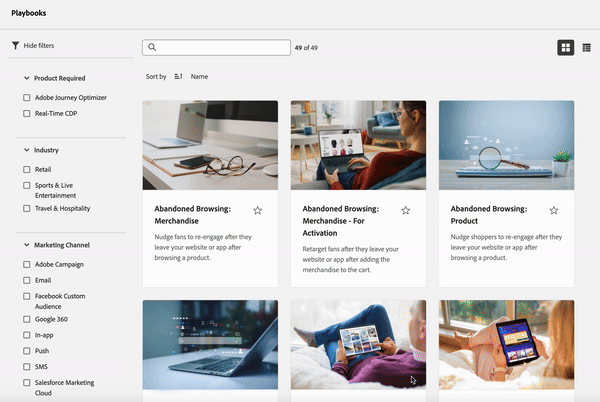 Playbooks
Hide filters
49 of 49
Sort by
Name
Product Required
Adobe Journey Optimizer
Real-Time CDP
Industry
Retail
Sports & Live
Entertainment
Travel & Hospitality
Marketing Channel
Adobe Campaign
Email
Facebook Custom
Audience
Google 360
In-app
Push
SMS
Salesforce Marketing
Cloud
Abandoned Browsing:
Merchandise
Nudge fans to re-engage after they
leave your website or app after
browsing a product.
Abandoned Browsing:
Merchandise - For
Activation
Retarget fans after they leave your
website or app after adding the
merchandise to the cart.
Abandoned Browsing:
Product
Nudge shoppers to re-engage after they
leave your website or app after
browsing a product.